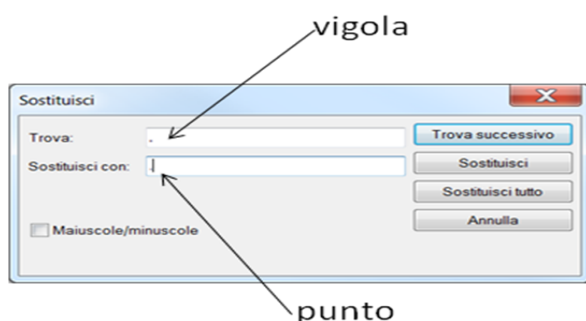 vigola
Sostituisci
Trova: ,
Trova successivo
Sostituisci con: .
Sostituisci
Sostituisci tutto
Maiuscole/minuscole
Annulla
punto